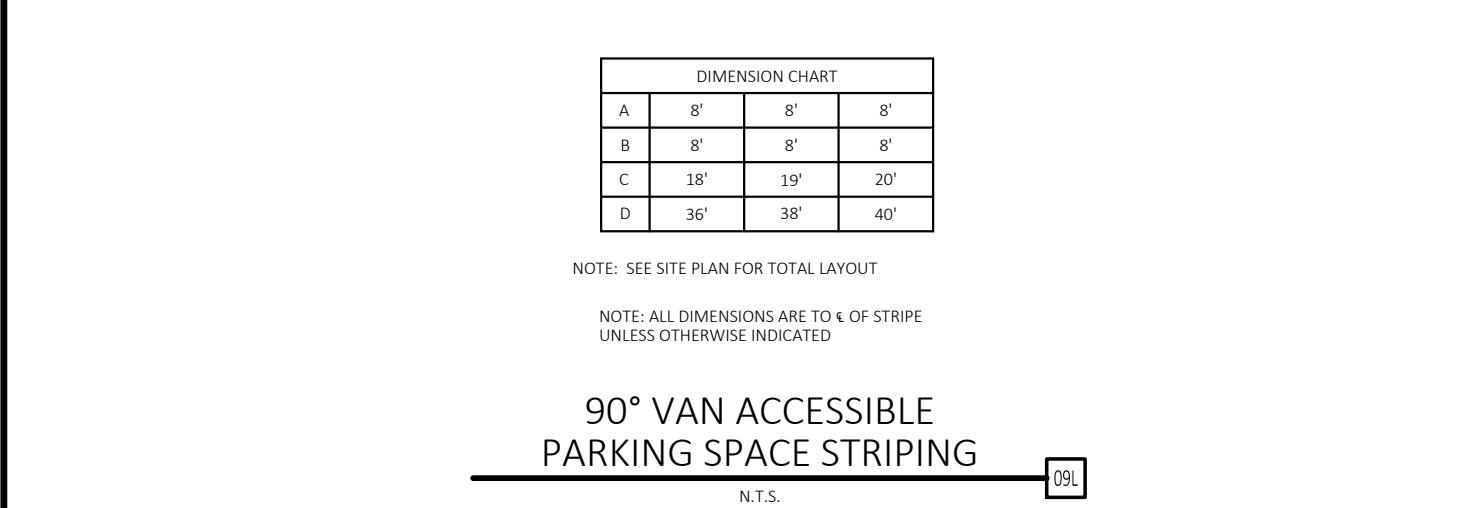 DIMENSION CHART
A 8' 8' 8'
B 8' 8' 8'
C 18' 19' 20'
D 36' 38' 40'
NOTE: SEE SITE PLAN FOR TOTAL LAYOUT
NOTE: ALL DIMENSIONS ARE TO ℄ OF STRIPE
UNLESS OTHERWISE INDICATED
90° VAN ACCESSIBLE
PARKING SPACE STRIPING
09L
N.T.S.